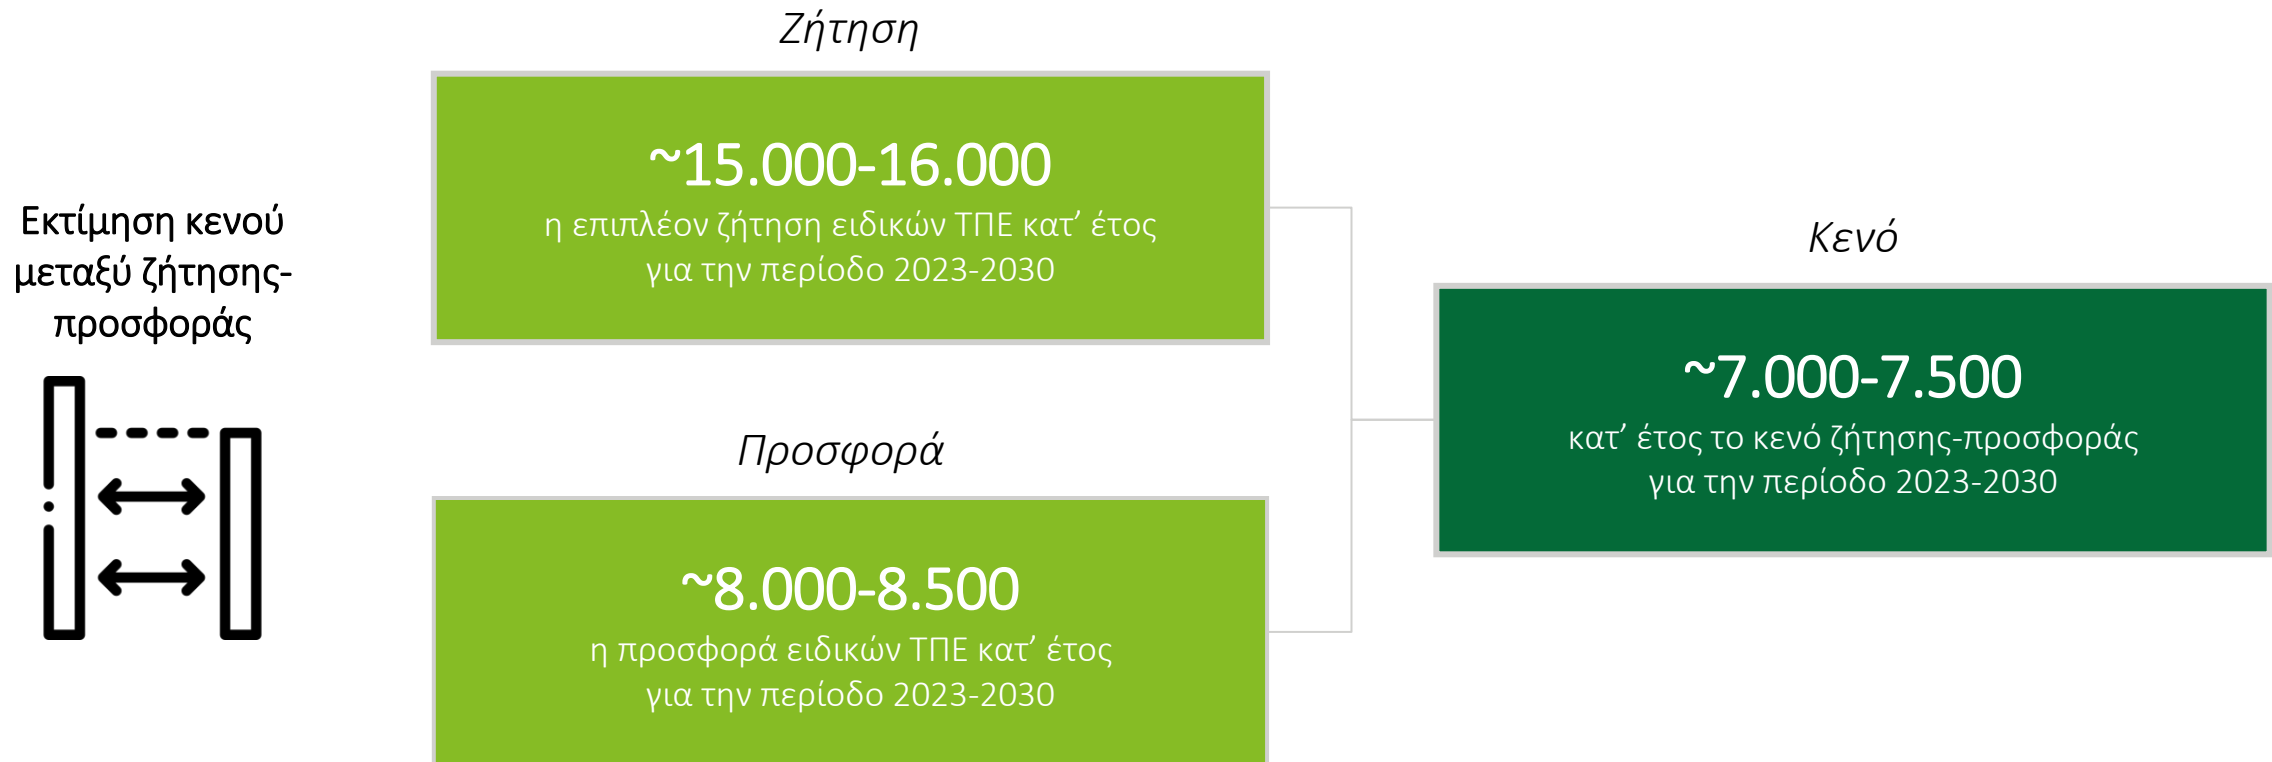 Εκτίμηση κενού
μεταξύ ζήτησης-
προσφοράς
Ζήτηση
~15.000-16.000
η επιπλέον ζήτηση ειδικών ΤΠΕ κατ’ έτος
για την περίοδο 2023-2030
Προσφορά
~8.000-8.500
η προσφορά ειδικών ΤΠΕ κατ’ έτος
για την περίοδο 2023-2030
Κενό
~7.000-7.500
κατ’ έτος το κενό ζήτησης-προσφοράς
για την περίοδο 2023-2030